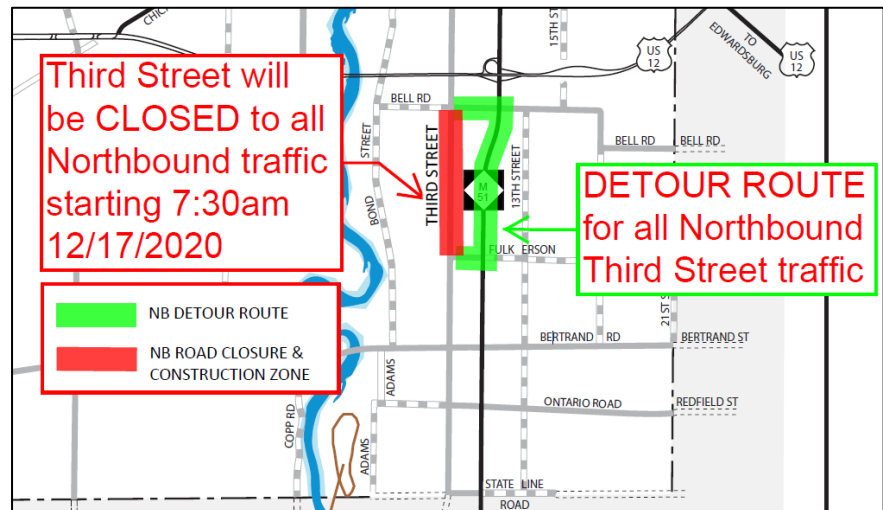 CHIC
15TH ST
US
12
TO
EDWARDSBURG
US
12
Third Street will
be CLOSED to all
Northbound traffic
starting 7:30am
12/17/2020
BELL RD
STREET
BOND
THIRD STREET
M
51
13TH STREET
BELL RD
BELL RD
DETOUR ROUTE
for all Northbound
Third Street traffic
FULK ERSON
21ST S
NB DETOUR ROUTE
NB ROAD CLOSURE &
CONSTRUCTION ZONE
BERTRAND RD
BERTRAND ST
ADAMS
ONTARIO ROAD
REDFIELD ST
COPP RD
ADAMS
STATE LINE
ROAD